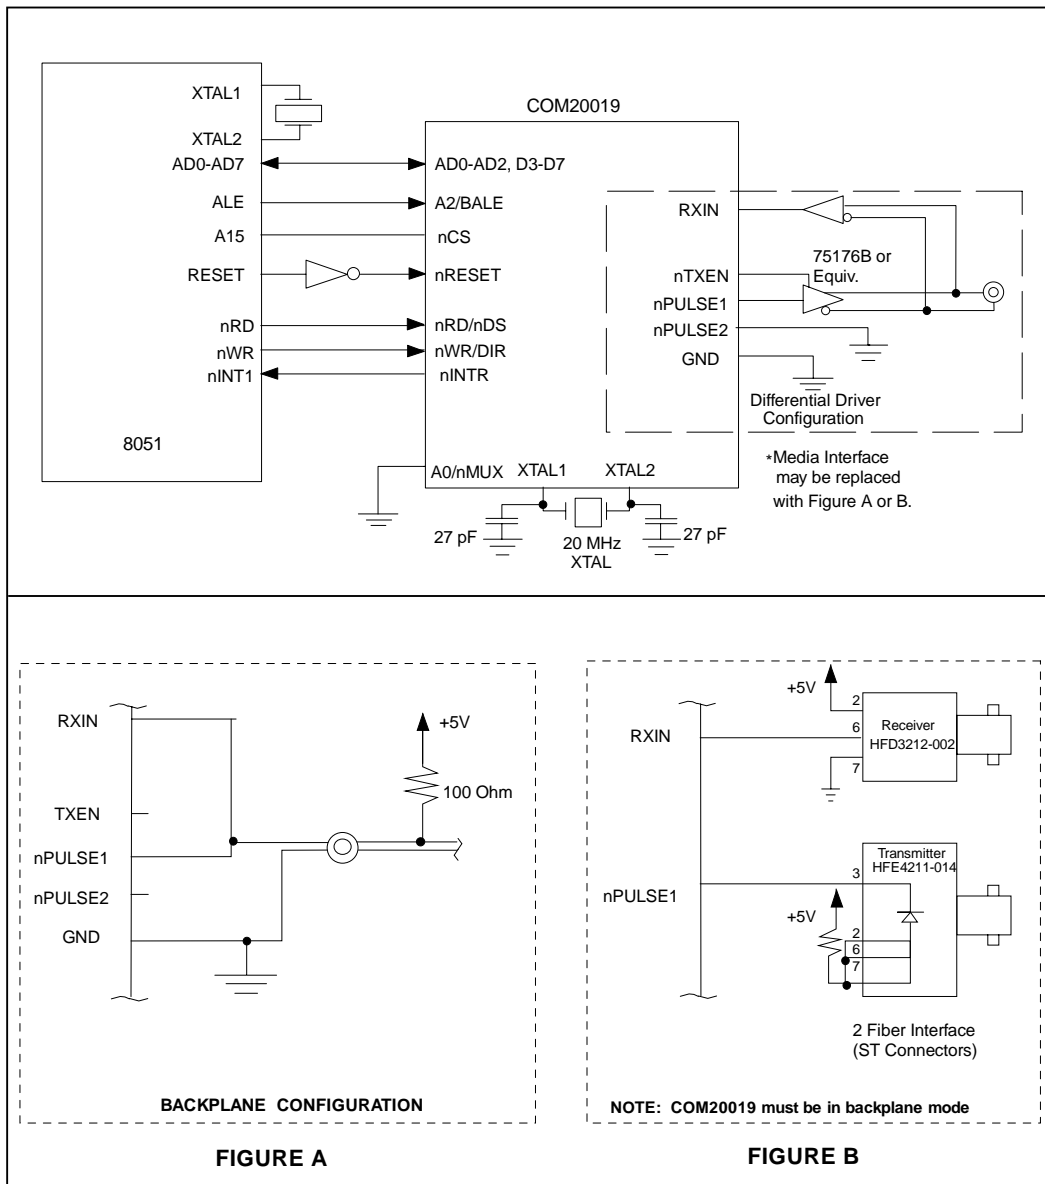 COM20019
XTAL1
XTAL2
AD0-AD7
ALE
A15
RESET
nRD
nWR
nINT1
8051
AD0-AD2, D3-D7
A2/BALE
nCS
nRESET
nRD/nDS
nWR/DIR
nINTR
A0/nMUX
XTAL1
XTAL2
27 pF
20 MHz
XTAL
27 pF
RXIN
nTXEN
nPULSE1
nPULSE2
GND
75176B or
Equiv.
Differential Driver
Configuration
*Media Interface
may be replaced
with Figure A or B.
RXIN
TXEN
nPULSE1
nPULSE2
GND
+5V
100 Ohm
BACKPLANE CONFIGURATION
FIGURE A
RXIN
nPULSE1
+5V
2
6
7
Receiver
HFD3212-002
Transmitter
HFE4211-014
3
+5V
2
6
7
2 Fiber Interface
(ST Connectors)
NOTE: COM20019 must be in backplane mode
FIGURE B